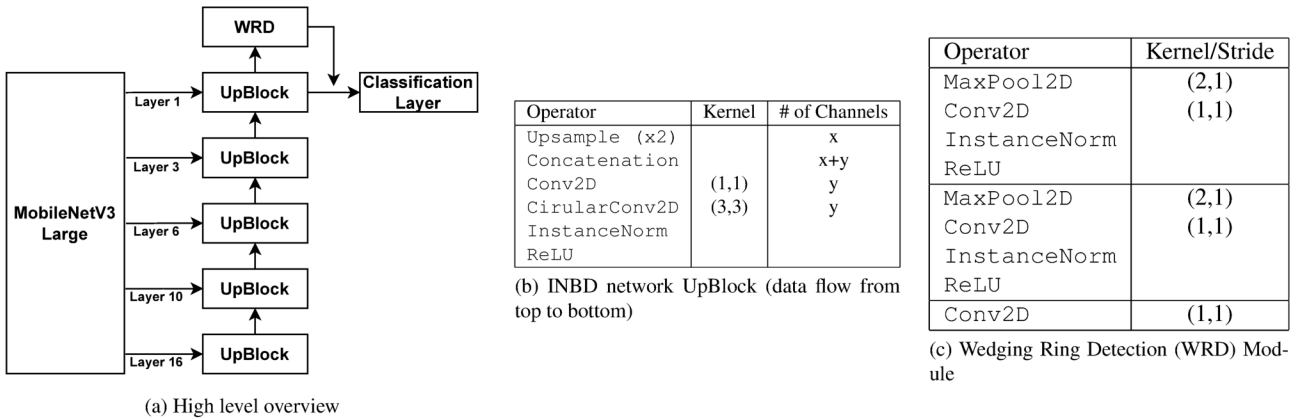 WRD
MobileNetV3
Large
Layer 1
UpBlock
Classification
Layer
Layer 3
UpBlock
Layer 6
UpBlock
Layer 10
UpBlock
Layer 16
UpBlock
(a) High level overview
Operator Kernel # of Channels
Upsample (x2) x
Concatenation x+y
Conv2D (1,1) y
CirularConv2D (3,3) y
InstanceNorm
ReLU
(b) INBD network UpBlock (data flow from
top to bottom)
Operator Kernel/Stride
MaxPool2D (2,1)
Conv2D (1,1)
InstanceNorm
ReLU
MaxPool2D (2,1)
Conv2D (1,1)
InstanceNorm
ReLU
Conv2D (1,1)
(c) Wedging Ring Detection (WRD) Mod-
ule